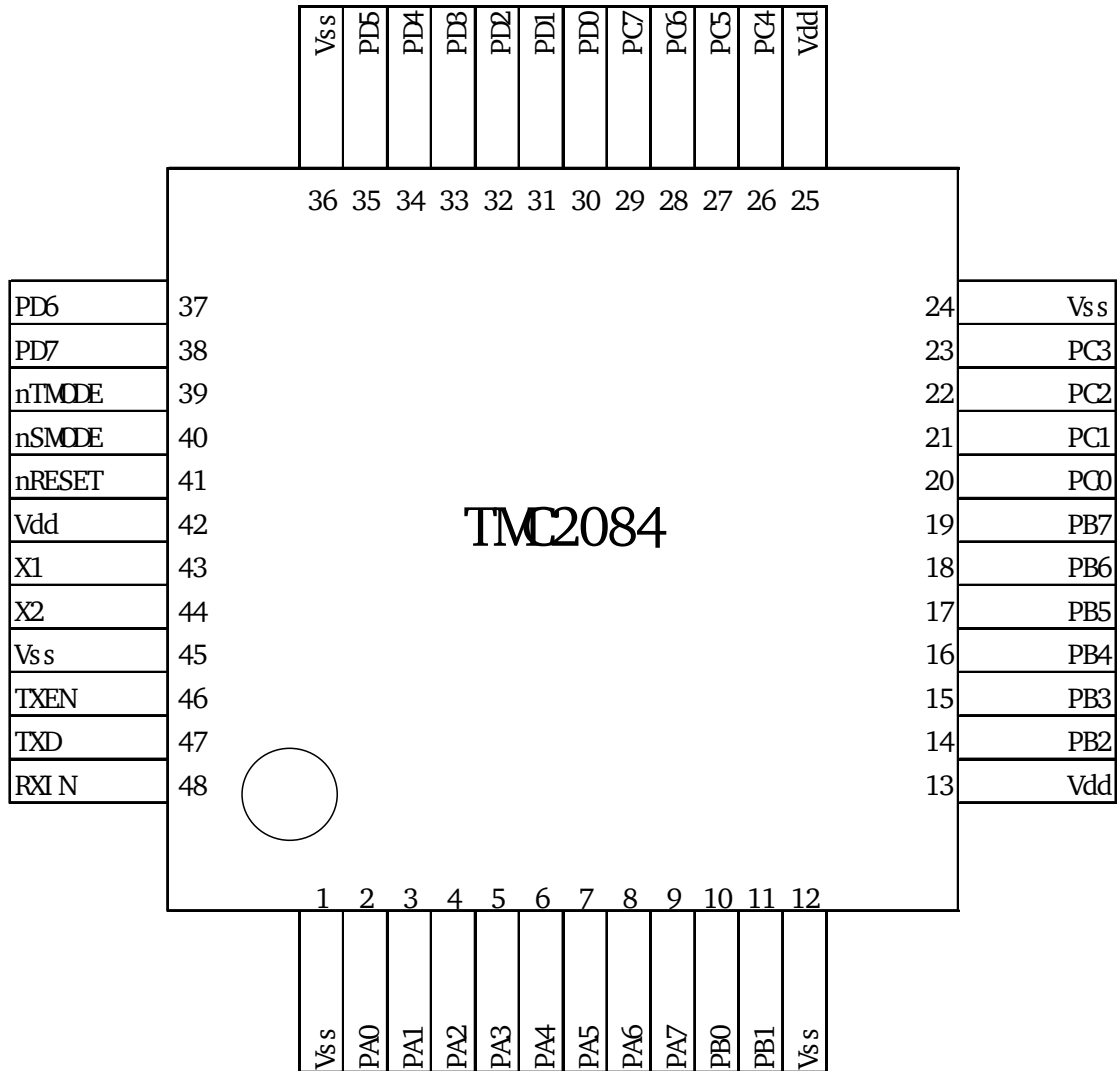 Vss PD5 PD4 PD3 PD2 PD1 PD0 PC7 PC6 PC5 PC4 Vdd
36 35 34 33 32 31 30 29 28 27 26 25
PD6 37 24 Vss
PD7 38 23 PC3
nTMODE 39 22 PC2
nSMODE 40 21 PC1
nRESET 41 20 PC0
Vdd 42 19 PB7
TMC2084
X1 43 18 PB6
X2 44 17 PB5
Vss 45 16 PB4
TXEN 46 15 PB3
TXD 47 14 PB2
RXIN 48 13 Vdd
1 2 3 4 5 6 7 8 9 10 11 12
Vss PA0 PA1 PA2 PA3 PA4 PA5 PA6 PA7 PB0 PB1 Vss